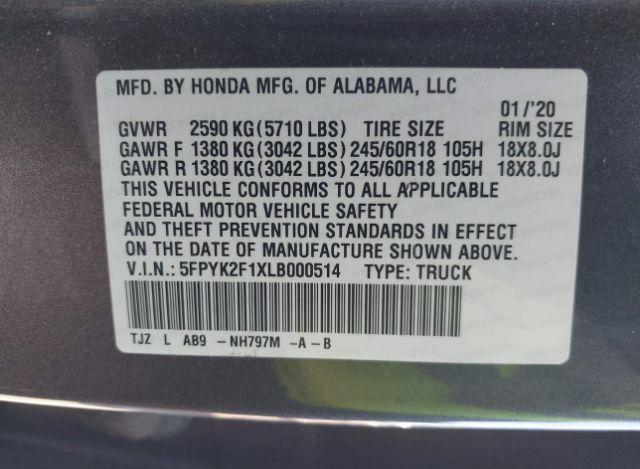 MFD. BY HONDA MFG. OF ALABAMA, LLC
01/'20
GVWR 2590 KG(5710 LBS) TIRE SIZE RIM SIZE
GAWR F 1380 KG(3042 LBS) 245/60R18 105H 18X8.0J
GAWR R 1380 KG(3042 LBS) 245/60R18 105H 18X8.0J
THIS VEHICLE CONFORMS TO ALL APPLICABLE
FEDERAL MOTOR VEHICLE SAFETY
AND THEFT PREVENTION STANDARDS IN EFFECT
ON THE DATE OF MANUFACTURE SHOWN ABOVE.
V.I.N.: 5FPYK2F1XLB000514 TYPE: TRUCK
TJZ L AB9 - NH797M -A - B